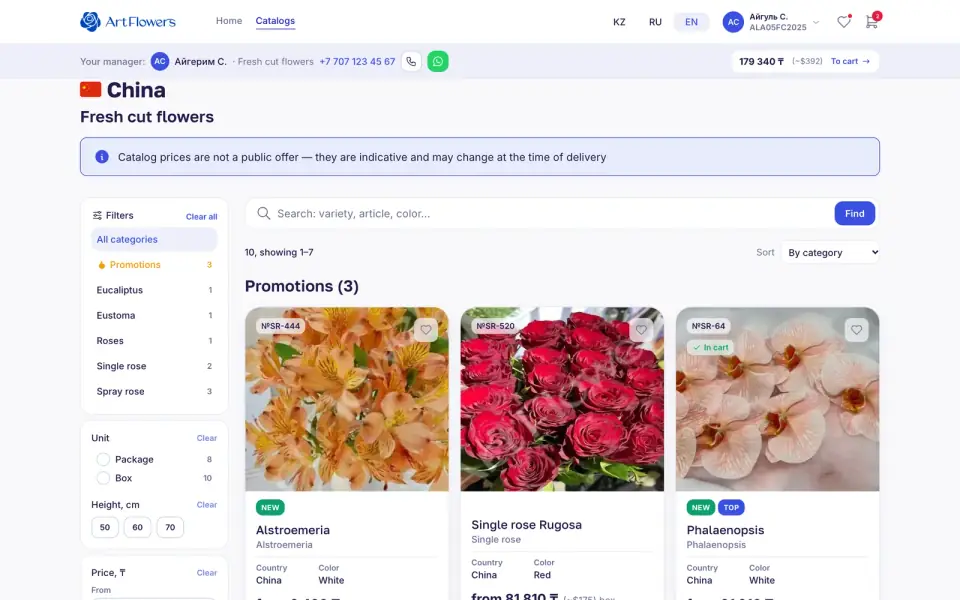 ArtFlowers
Home
Catalogs
KZ
RU
EN
AC
Айгуль С.
ALA05FC2025
2
Your manager:
AC
Айгерим С.
· Fresh cut flowers
+7 707 123 45 67
179 340 ₸
(~$392)
To cart →
China
Fresh cut flowers
Catalog prices are not a public offer — they are indicative and may change at the time of delivery
Filters
Clear all
All categories
Promotions 3
Eucaliptus 1
Eustoma 1
Roses 1
Single rose 2
Spray rose 3
Unit
Clear
Package 8
Box 10
Height, cm
Clear
50
60
70
Price, ₸
Clear
From
Search: variety, article, color...
Find
10, showing 1–7
Sort
By category
Promotions (3)
№SR-444
NEW
Alstroemeria
Alstroemeria
Country Color
China White
№SR-520
Single rose Rugosa
Single rose
Country Color
China Red
from 81 810 ₸ (~$175) box
№SR-64
In cart
NEW
TOP
Phalaenopsis
Phalaenopsis
Country Color
China White